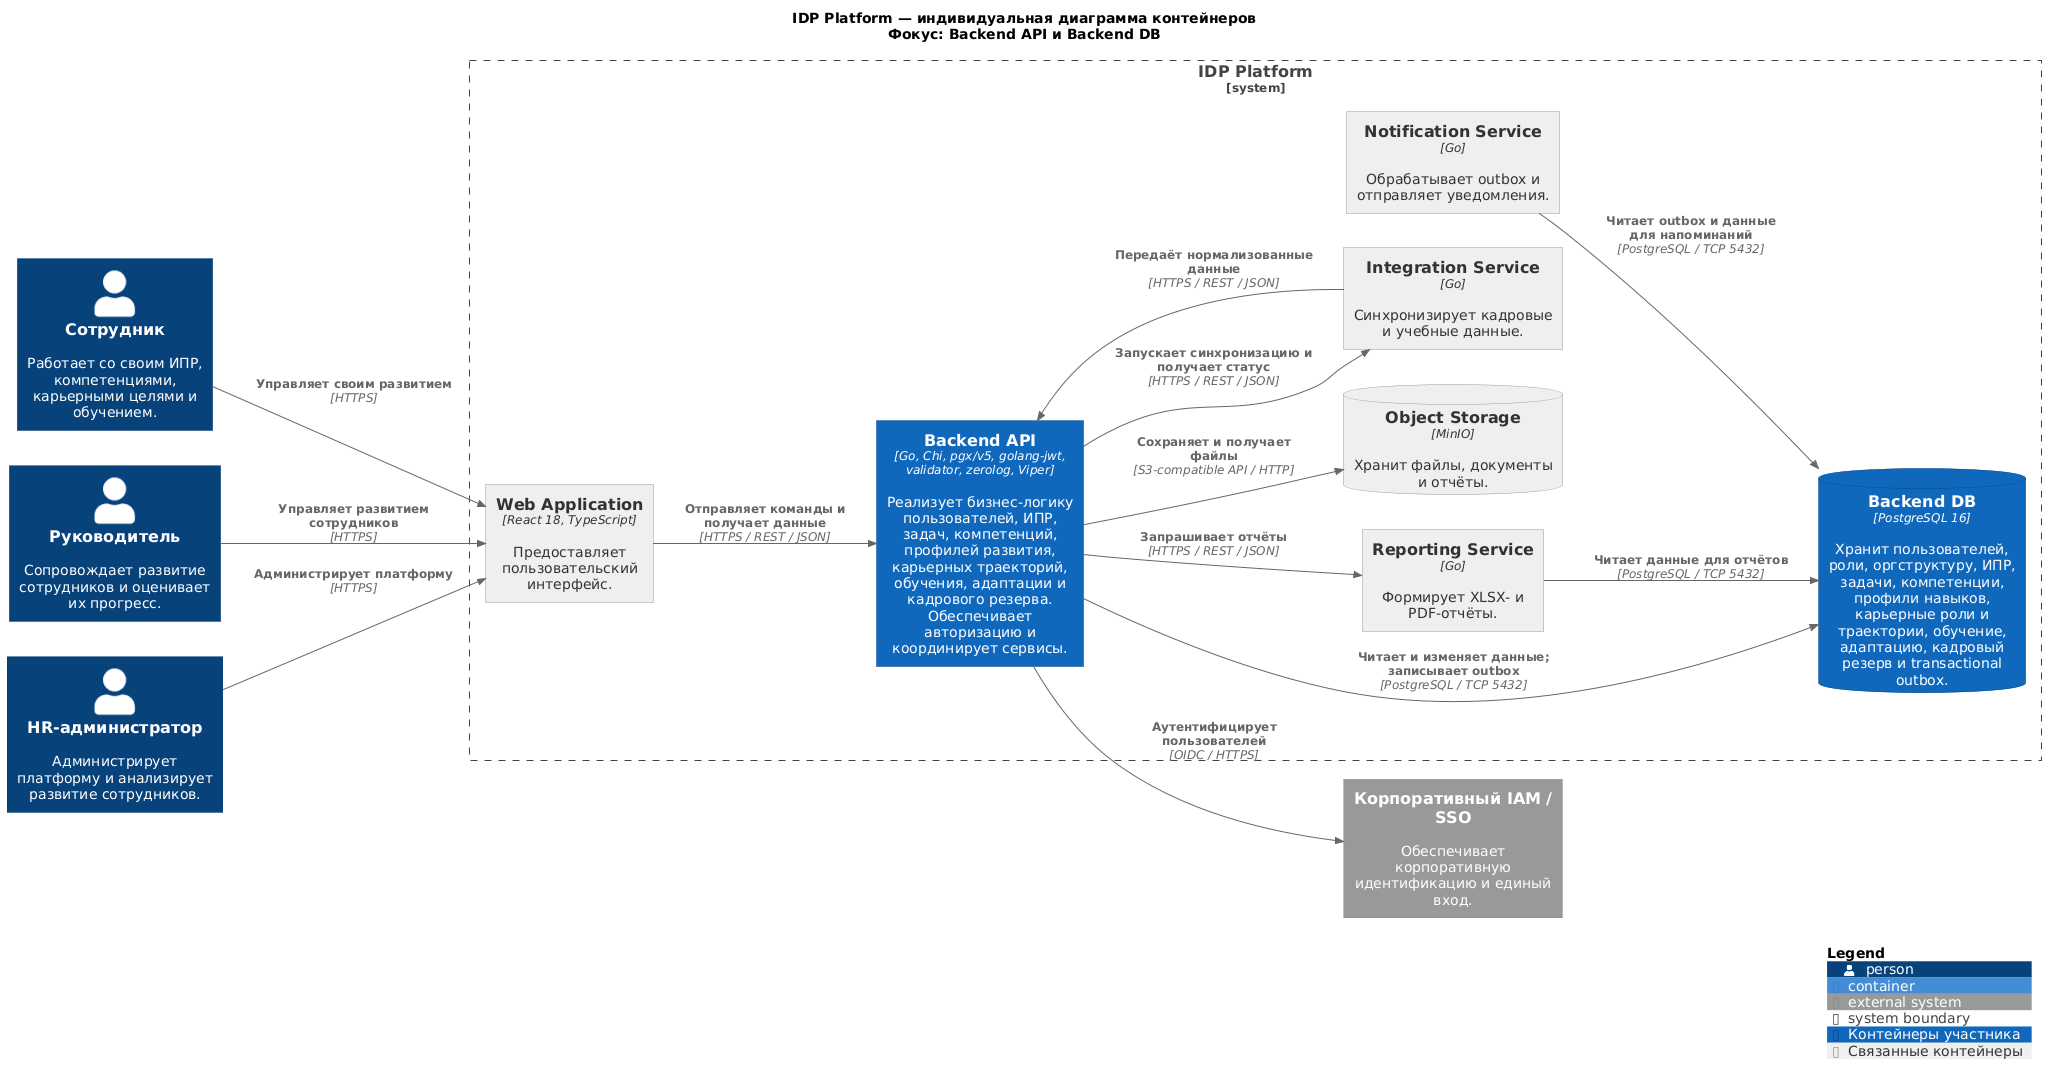 IDP Platform — индивидуальная диаграмма контейнеров
Фокус: Backend API и Backend DB
IDP Platform
[system]
Notification Service
[Go]
Обрабатывает outbox и
отправляет уведомления.
Читает outbox и данные
для напоминаний
[PostgreSQL / TCP 5432]
Передаёт нормализованные
данные
[HTTPS / REST / JSON]
Integration Service
[Go]
Синхронизирует кадровые
и учебные данные.
Запускает синхронизацию и
получает статус
[HTTPS / REST / JSON]
Сотрудник
Работает со своим ИПР,
компетенциями,
карьерными целями и
обучением.
Управляет своим развитием
[HTTPS]
Руководитель
Сопровождает развитие
сотрудников и оценивает
их прогресс.
Управляет развитием
сотрудников
[HTTPS]
HR-администратор
Администрирует
платформу и анализирует
развитие сотрудников.
Администрирует платформу
[HTTPS]
Web Application
[React 18, TypeScript]
Предоставляет
пользовательский
интерфейс.
Отправляет команды и
получает данные
[HTTPS / REST / JSON]
Backend API
[Go, Chi, pgx/v5, golang-jwt,
validator, zerolog, Viper]
Реализует бизнес-логику
пользователей, ИПР,
задач, компетенций,
профилей развития,
карьерных траекторий,
обучения, адаптации и
кадрового резерва.
Обеспечивает
авторизацию и
координирует сервисы.
Сохраняет и получает
файлы
[S3-compatible API / HTTP]
Object Storage
[MinIO]
Хранит файлы, документы
и отчёты.
Запрашивает отчёты
[HTTPS / REST / JSON]
Reporting Service
[Go]
Формирует XLSX- и
PDF-отчёты.
Читает данные для отчётов
[PostgreSQL / TCP 5432]
Backend DB
[PostgreSQL 16]
Хранит пользователей,
роли, оргструктуру, ИПР,
задачи, компетенции,
профили навыков,
карьерные роли и
траектории, обучение,
адаптацию, кадровый
резерв и transactional
outbox.
Читает и изменяет данные;
записывает outbox
[PostgreSQL / TCP 5432]
Аутентифицирует
пользователей
[OIDC / HTTPS]
Корпоративный IAM /
SSO
Обеспечивает
корпоративную
идентификацию и единый
вход.
Legend
person
container
external system
system boundary
Контейнеры участника
Связанные контейнеры